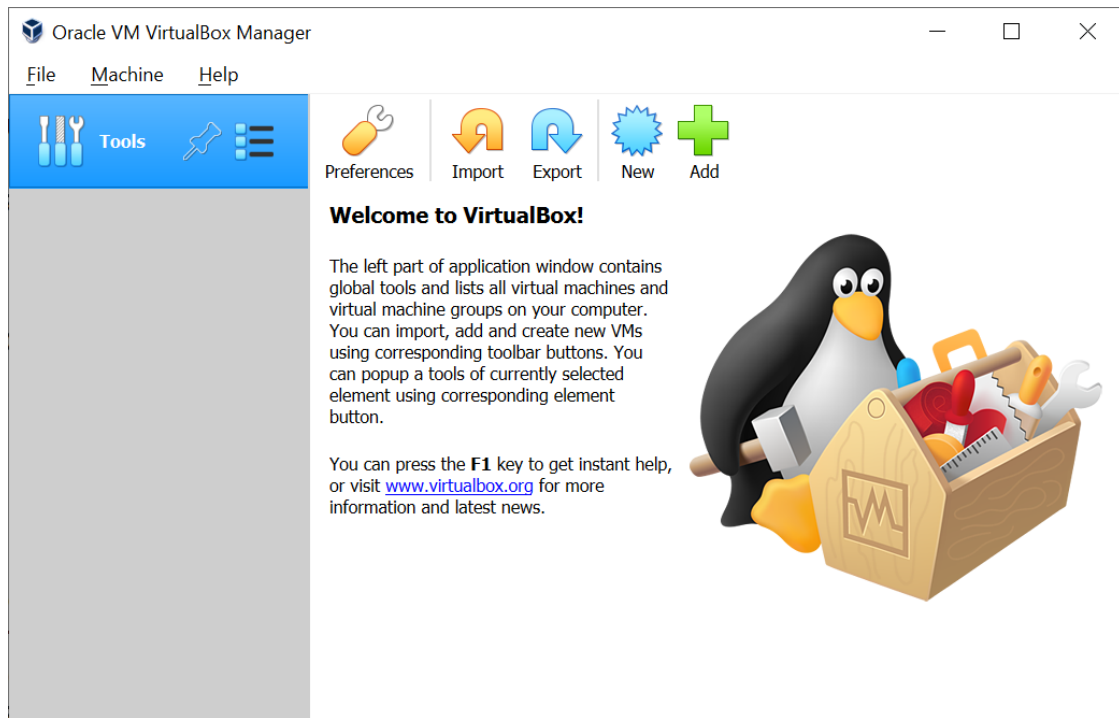 Oracle VM VirtualBox Manager
File Machine Help
Tools
Preferences Import Export New Add
Welcome to VirtualBox!
The left part of application window contains
global tools and lists all virtual machines and
virtual machine groups on your computer.
You can import, add and create new VMs
using corresponding toolbar buttons. You
can popup a tools of currently selected
element using corresponding element
button.
You can press the F1 key to get instant help,
or visit www.virtualbox.org for more
information and latest news.